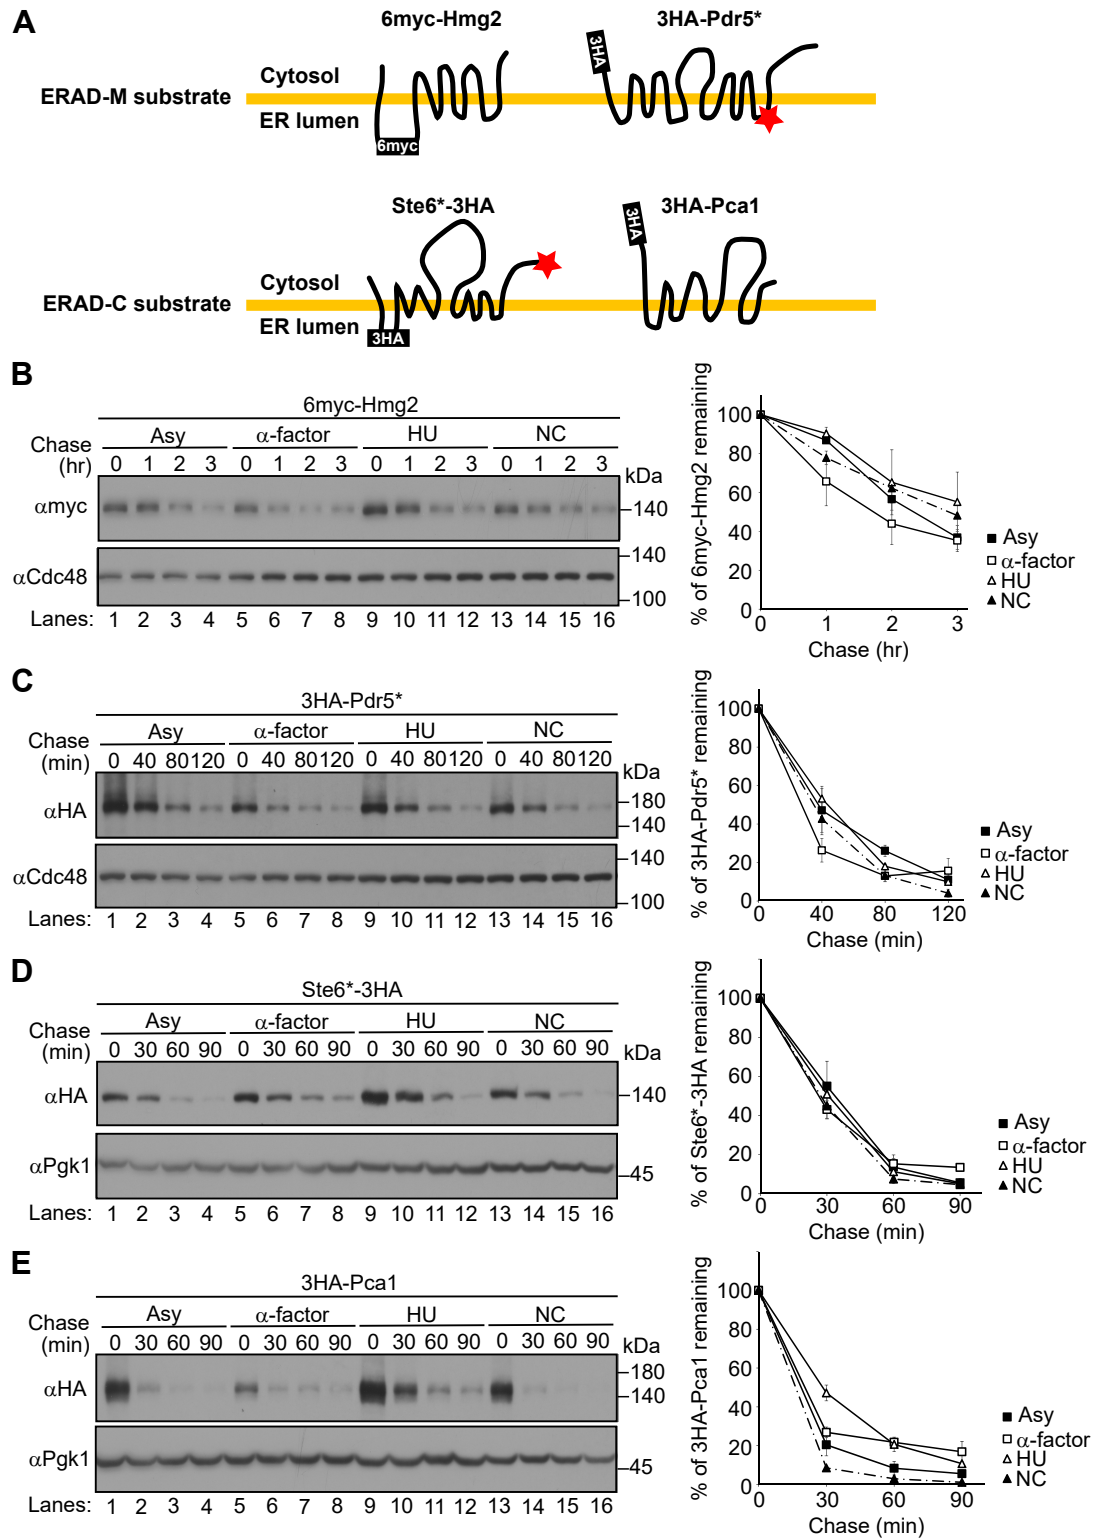 A
6myc-Hmg2 3HA-Pdr5*
3HA
Cytosol
ERAD-M substrate
ER lumen
6myc
Ste6*-3HA 3HA-Pca1
3HA
Cytosol
ERAD-C substrate
ER lumen
3HA
B
6myc-Hmg2
Chase (hr) Asy α-factor HU NC
0 1 2 3 0 1 2 3 0 1 2 3 0 1 2 3
kDa
αmyc 140
140
αCdc48
100
Lanes: 1 2 3 4 5 6 7 8 9 10 11 12 13 14 15 16
% of 6myc-Hmg2 remaining
100
80
60
40
20
0
0 1 2 3
Chase (hr)
Asy
α-factor
HU
NC
C
3HA-Pdr5*
Chase (min) Asy α-factor HU NC
0 40 80 120 0 40 80 120 0 40 80 120 0 40 80 120
kDa
180
αHA
140
140
αCdc48
100
Lanes: 1 2 3 4 5 6 7 8 9 10 11 12 13 14 15 16
% of 3HA-Pdr5* remaining
100
80
60
40
20
0
0 40 80 120
Chase (min)
Asy
α-factor
HU
NC
D
Ste6*-3HA
Chase (min) Asy α-factor HU NC
0 30 60 90 0 30 60 90 0 30 60 90 0 30 60 90
kDa
αHA 140
αPgk1
45
Lanes: 1 2 3 4 5 6 7 8 9 10 11 12 13 14 15 16
% of Ste6*-3HA remaining
100
80
60
40
20
0
0 30 60 90
Chase (min)
Asy
α-factor
HU
NC
E
3HA-Pca1
Chase (min) Asy α-factor HU NC
0 30 60 90 0 30 60 90 0 30 60 90 0 30 60 90
kDa
180
αHA
140
αPgk1
45
Lanes: 1 2 3 4 5 6 7 8 9 10 11 12 13 14 15 16
% of 3HA-Pca1 remaining
100
80
60
40
20
0
0 30 60 90
Chase (min)
Asy
α-factor
HU
NC